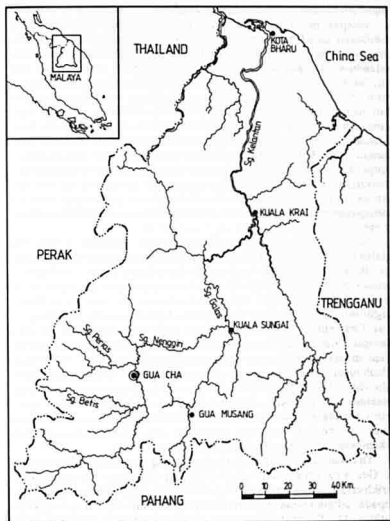 THAILAND
KOTA
BHARU
China Sea
MALAYA
Sg Kelantan
KUALA KRAI
PERAK
TRENGGANU
Sg Galas
Sg. Perias
Sg. Nenggiri
KUALA SUNGAI
GUA CHA
Sg. Betis
GUA MUSANG
0 10 20 30 40 Km.
PAHANG